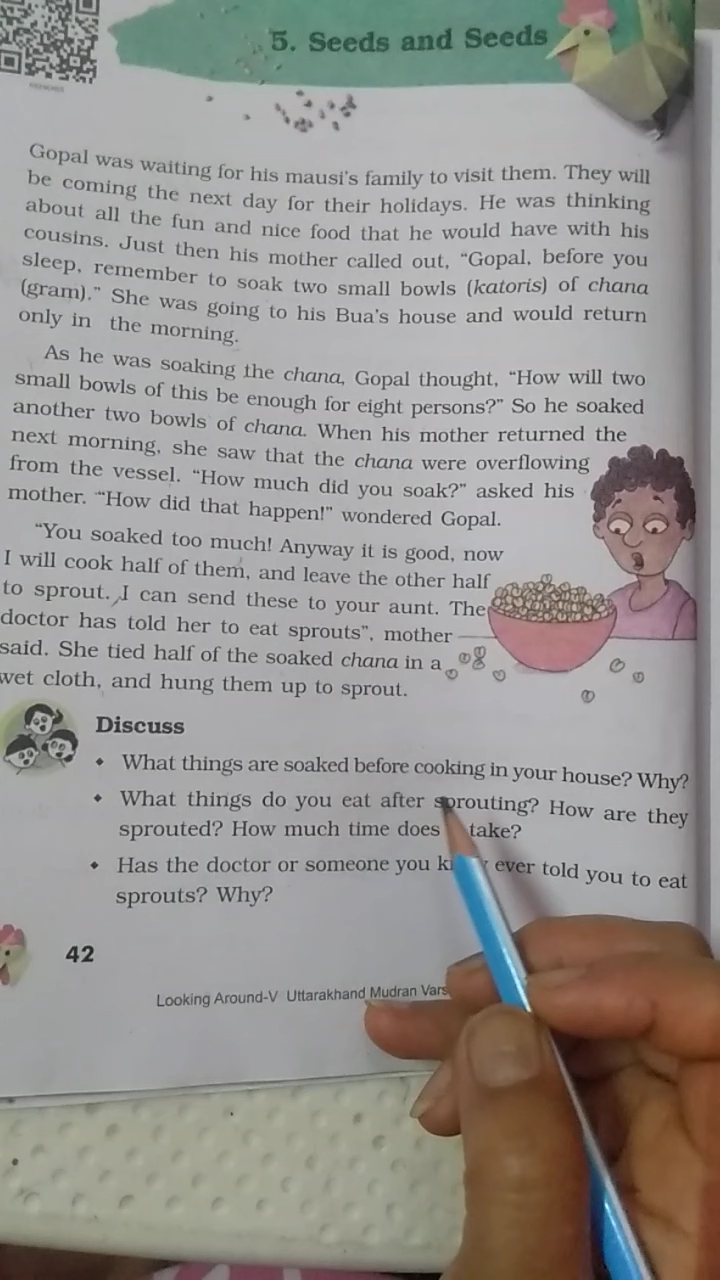 5. Seeds and Seeds
Gopal was waiting for his mausi's family to visit them. They will
be coming the next day for their holidays. He was thinking
about all the fun and nice food that he would have with his
cousins. Just then his mother called out, “Gopal, before you
sleep, remember to soak two small bowls (katoris) of chana
(gram).” She was going to his Bua's house and would return
only in the morning.
As he was soaking the chana, Gopal thought, “How will two
small bowls of this be enough for eight persons?” So he soaked
another two bowls of chana. When his mother returned the
next morning, she saw that the chana were overflowing
from the vessel. “How much did you soak?” asked his
mother. “How did that happen!” wondered Gopal.
“You soaked too much! Anyway it is good, now
I will cook half of them, and leave the other half
to sprout. I can send these to your aunt. The
doctor has told her to eat sprouts”, mother
said. She tied half of the soaked chana in a
wet cloth, and hung them up to sprout.
Discuss
• What things are soaked before cooking in your house? Why?
• What things do you eat after sprouting? How are they
sprouted? How much time does take?
• Has the doctor or someone you ever told you to eat
sprouts? Why?
42
Looking Around-V Uttarakhand Mudran Vars